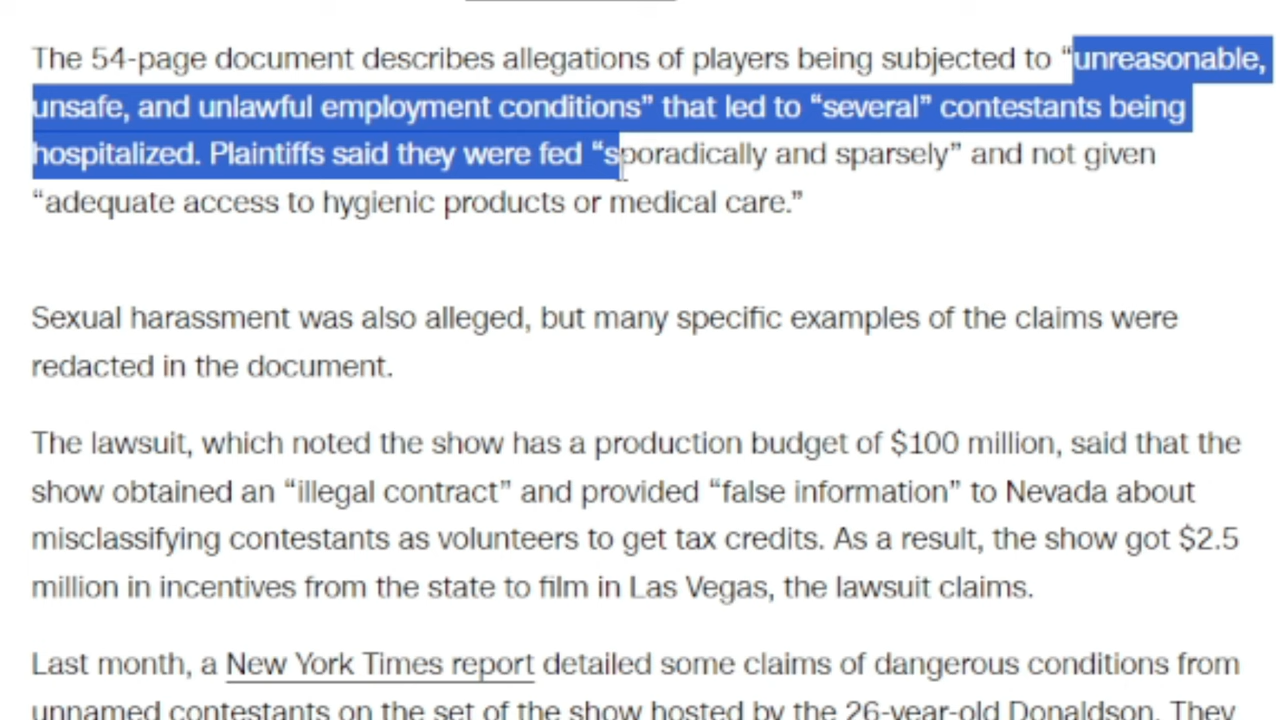 The 54-page document describes allegations of players being subjected to “unreasonable,
unsafe, and unlawful employment conditions” that led to “several” contestants being
hospitalized. Plaintiffs said they were fed “sporadically and sparsely” and not given
“adequate access to hygienic products or medical care.”
Sexual harassment was also alleged, but many specific examples of the claims were
redacted in the document.
The lawsuit, which noted the show has a production budget of $100 million, said that the
show obtained an “illegal contract” and provided “false information” to Nevada about
misclassifying contestants as volunteers to get tax credits. As a result, the show got $2.5
million in incentives from the state to film in Las Vegas, the lawsuit claims.
Last month, a New York Times report detailed some claims of dangerous conditions from
unnamed contestants on the set of the show hosted by the 26-year-old Donaldson. They